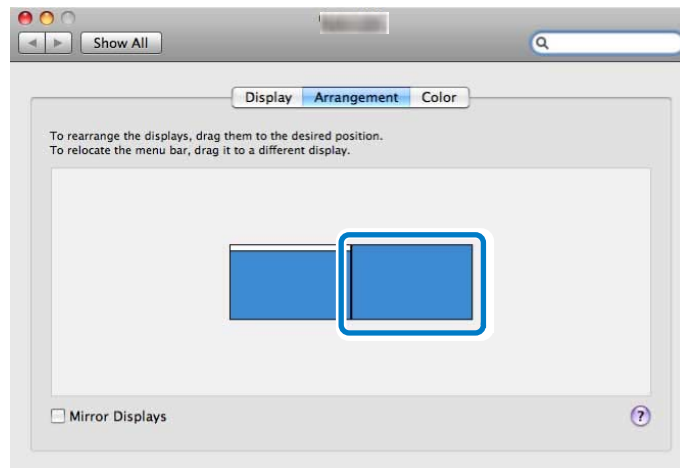 Show All
Display Arrangement Color
To rearrange the displays, drag them to the desired position.
To relocate the menu bar, drag it to a different display.
Mirror Displays
?